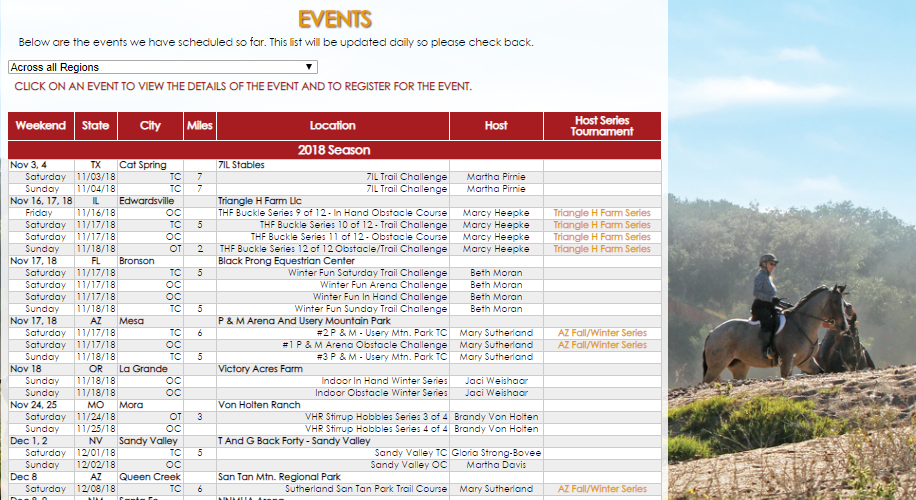 EVENTS
Below are the events we have scheduled so far. This list will be updated daily so please check back.
Across all Regions
CLICK ON AN EVENT TO VIEW THE DETAILS OF THE EVENT AND TO REGISTER FOR THE EVENT.
Weekend State City Miles Location Host Host Series Tournament
2018 Season
Nov 3, 4 TX Cat Spring 7IL Stables
Saturday 11/03/18 TC 7 7IL Trail Challenge Martha Pirnie
Sunday 11/04/18 TC 7 7IL Trail Challenge Martha Pirnie
Nov 16, 17, 18 IL Edwardsville Triangle H Farm Llc
Friday 11/16/18 OC THF Buckle Series 9 of 12 - In Hand Obstacle Course Marcy Heepke Triangle H Farm Series
Saturday 11/17/18 TC 5 THF Buckle Series 10 of 12 - Trail Challenge Marcy Heepke Triangle H Farm Series
Saturday 11/17/18 OC THF Buckle Series 11 of 12 - Obstacle Course Marcy Heepke Triangle H Farm Series
Sunday 11/18/18 OT 2 THF Buckle Series 12 of 12 Obstacle/Trail Challenge Marcy Heepke Triangle H Farm Series
Nov 17, 18 FL Bronson Black Prong Equestrian Center
Saturday 11/17/18 TC 5 Winter Fun Saturday Trail Challenge Beth Moran
Saturday 11/17/18 OC Winter Fun Arena Challenge Beth Moran
Saturday 11/17/18 OC Winter Fun In Hand Challenge Beth Moran
Sunday 11/18/18 TC 5 Winter Fun Sunday Trail Challenge Beth Moran
Nov 17, 18 AZ Mesa P & M Arena And Usery Mountain Park
Saturday 11/17/18 TC 6 #2 P & M - Usery Mtn. Park TC Mary Sutherland AZ Fall/Winter Series
Saturday 11/17/18 OC #1 P & M Arena Obstacle Challenge Mary Sutherland AZ Fall/Winter Series
Sunday 11/18/18 TC 5 #3 P & M - Usery Mtn. Park TC Mary Sutherland
Nov 18 OR La Grande Victory Acres Farm
Sunday 11/18/18 OC Indoor In Hand Winter Series Jaci Weishaar
Sunday 11/18/18 OC Indoor Obstacle Winter Series Jaci Weishaar
Nov 24, 25 MO Mora Von Holten Ranch
Saturday 11/24/18 OT 3 VHR Stirrup Hobbles Series 3 of 4 Brandy Von Holten
Sunday 11/25/18 OC VHR Stirrup Hobbles Series 4 of 4 Brandy Von Holten
Dec 1, 2 NV Sandy Valley T And G Back Forty - Sandy Valley
Saturday 12/01/18 TC 5 Sandy Valley TC Gloria Strong-Bovee
Sunday 12/02/18 OC Sandy Valley OC Martha Davis
Dec 8 AZ Queen Creek San Tan Mtn. Regional Park
Saturday 12/08/18 TC 6 Sutherland San Tan Park Trail Course Mary Sutherland AZ Fall/Winter Series